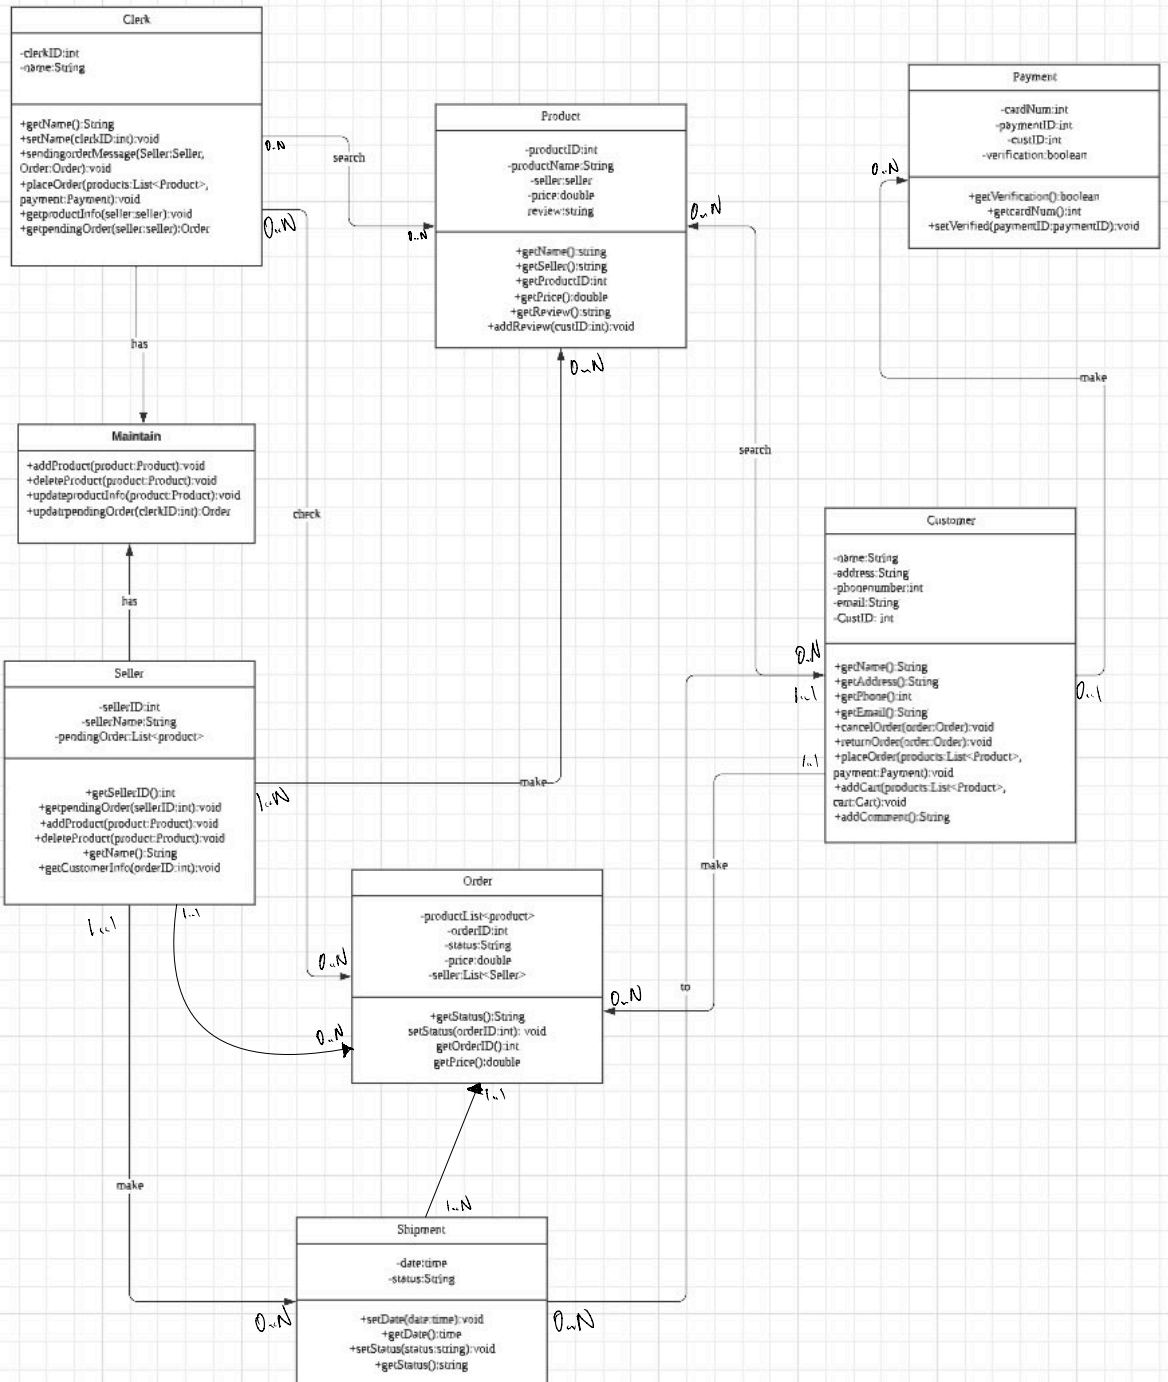 Clerk
-clerkID:int
-name:String
+getName():String
+setName(clerkID:int):void
+sendingorderMessage(Seller:Seller,
Order:Order):void
+placeOrder(products:List<Product>,
payment:Payment):void
+getproductInfo(seller:seller):void
+getpendingOrder(seller:seller):Order
0..N
search
0..N
0..N
Product
-productID:int
-productName:String
-seller:seller
-price:double
review:string
+getName():string
+getSeller():string
+getProductID:int
+getPrice():double
+getReview():string
+addReview(custID:int):void
0..N
0..N
Payment
-cardNum:int
-paymentID:int
-custID:int
-verification:boolean
+getVerification():boolean
+getcardNum():int
+setVerified(paymentID:paymentID):void
0..N
make
has
Maintain
+addProduct(product:Product):void
+deleteProduct(product:Product):void
+updateproductInfo(product:Product):void
+updatrpendingOrder(clerkID:int):Order
check
search
has
Customer
-name:String
-address:String
-phonenumber:int
-email:String
-CustID: int
+getName():String
+getAddress():String
+getPhone():int
+getEmail():String
+cancelOrder(order:Order):void
+returnOrder(order:Order):void
+placeOrder(products:List<Product>,
payment:Payment):void
+addCart(products:List<Product>,
cart:Cart):void
+addComment():String
0..N
1..1
1..1
0..1
Seller
-sellerID:int
-sellerName:String
-pendingOrder:List<product>
+getSellerID():int
+getpendingOrder(sellerID:int):void
+addProduct(product:Product):void
+deleteProduct(product:Product):void
+getName():String
+getCustomerInfo(orderID:int):void
1..N
make
make
1..1
1..1
Order
-productList<product>
-orderID:int
-status:String
-price:double
-seller:List<Seller>
+getStatus():String
setStatus(orderID:int): void
getOrderID():int
getPrice():double
0..N
0..N
0..N
to
1..1
make
1..N
Shipment
-date:time
-status:String
+setDate(date:time):void
+getDate():time
+setStatus(status:string):void
+getStatus():string
0..N
0..N